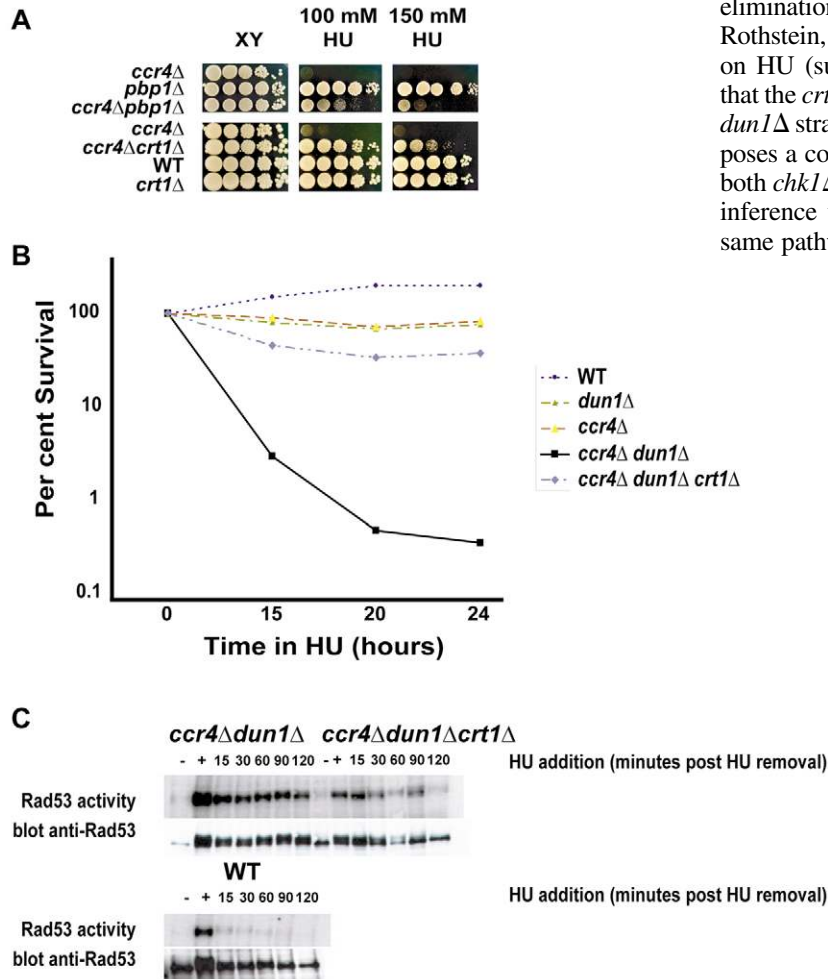 A
XY
100 mM HU
150 mM HU
ccr4Δ
pbp1Δ
ccr4Δpbp1Δ
ccr4Δ
ccr4Δcrt1Δ
WT
crt1Δ
elimination
Rothstein,
on HU (su
that the crt
dun1Δ stra
poses a co
both chk1Δ
inference
same pathw
B
Per cent Survival
100
10
1
0.1
0 15 20 24
Time in HU (hours)
WT
dun1Δ
ccr4Δ
ccr4Δ dun1Δ
ccr4Δ dun1Δ crt1Δ
C
ccr4Δdun1Δ ccr4Δdun1Δcrt1Δ
- + 15 30 60 90 120 - + 15 30 60 90 120 HU addition (minutes post HU removal)
Rad53 activity
blot anti-Rad53
WT
- + 15 30 60 90 120 HU addition (minutes post HU removal)
Rad53 activity
blot anti-Rad53